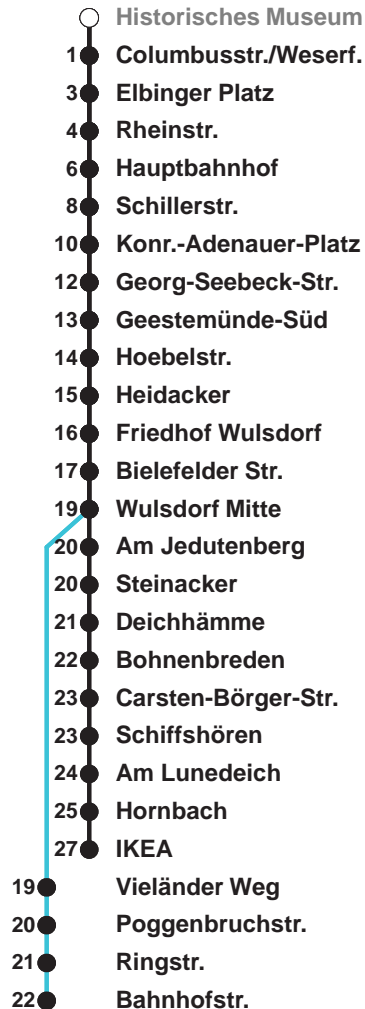 Historisches Museum
1 Columbusstr./Weserf.
3 Elbinger Platz
4 Rheinstr.
6 Hauptbahnhof
8 Schillerstr.
10 Konr.-Adenauer-Platz
12 Georg-Seebeck-Str.
13 Geestemünde-Süd
14 Hoebelstr.
15 Heidacker
16 Friedhof Wulsdorf
17 Bielefelder Str.
19 Wulsdorf Mitte
20 Am Jedutenberg
20 Steinacker
21 Deichhämme
22 Bohnenbreden
23 Carsten-Börger-Str.
23 Schiffshören
24 Am Lunedeich
25 Hornbach
27 IKEA
19 Vieländer Weg
20 Poggenbruchstr.
21 Ringstr.
22 Bahnhofstr.